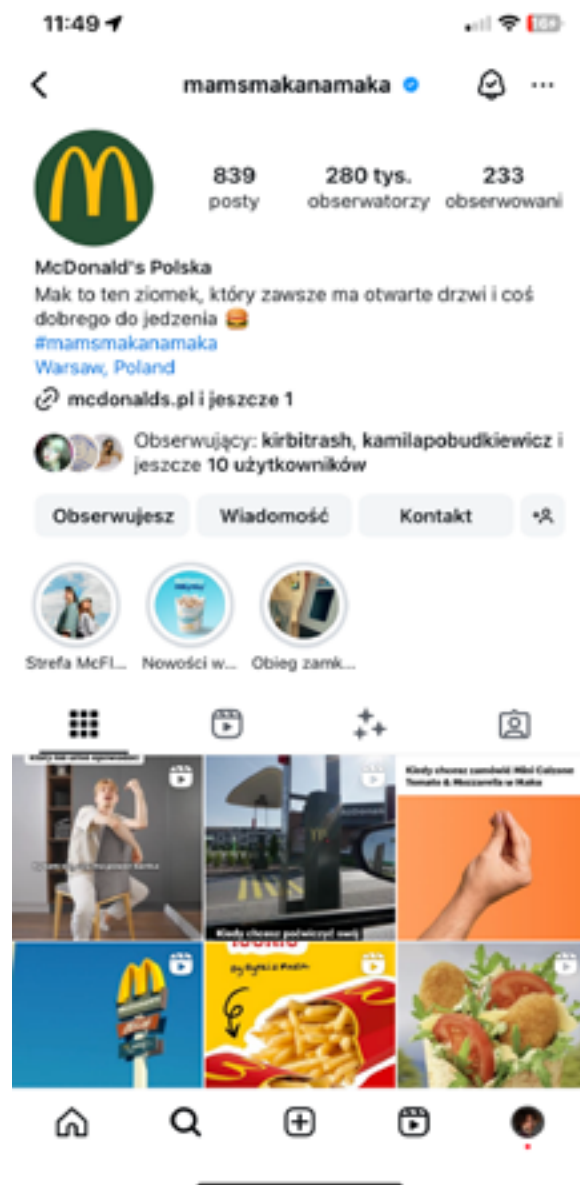 11:49
mamsmakanamaka
839
posty
280 tys.
obserwatorzy
233
obserwowani
McDonald's Polska
Mak to ten ziomek, który zawsze ma otwarte drzwi i coś
dobrego do jedzenia
#mamsmakanamaka
Warsaw, Poland
mcdonalds.pl i jeszcze 1
Obserwujący: kirbitrash, kamilapobudkiewicz i
jeszcze 10 użytkowników
Obserwujesz
Wiadomość
Kontakt
Strefa McFl...
Nowości w...
Obieg zamk...
Kiedy chcesz zamówić Mini Calzone
Tomato & Mozzarella w Maku
Kiedy chcesz poćwiczyć swój